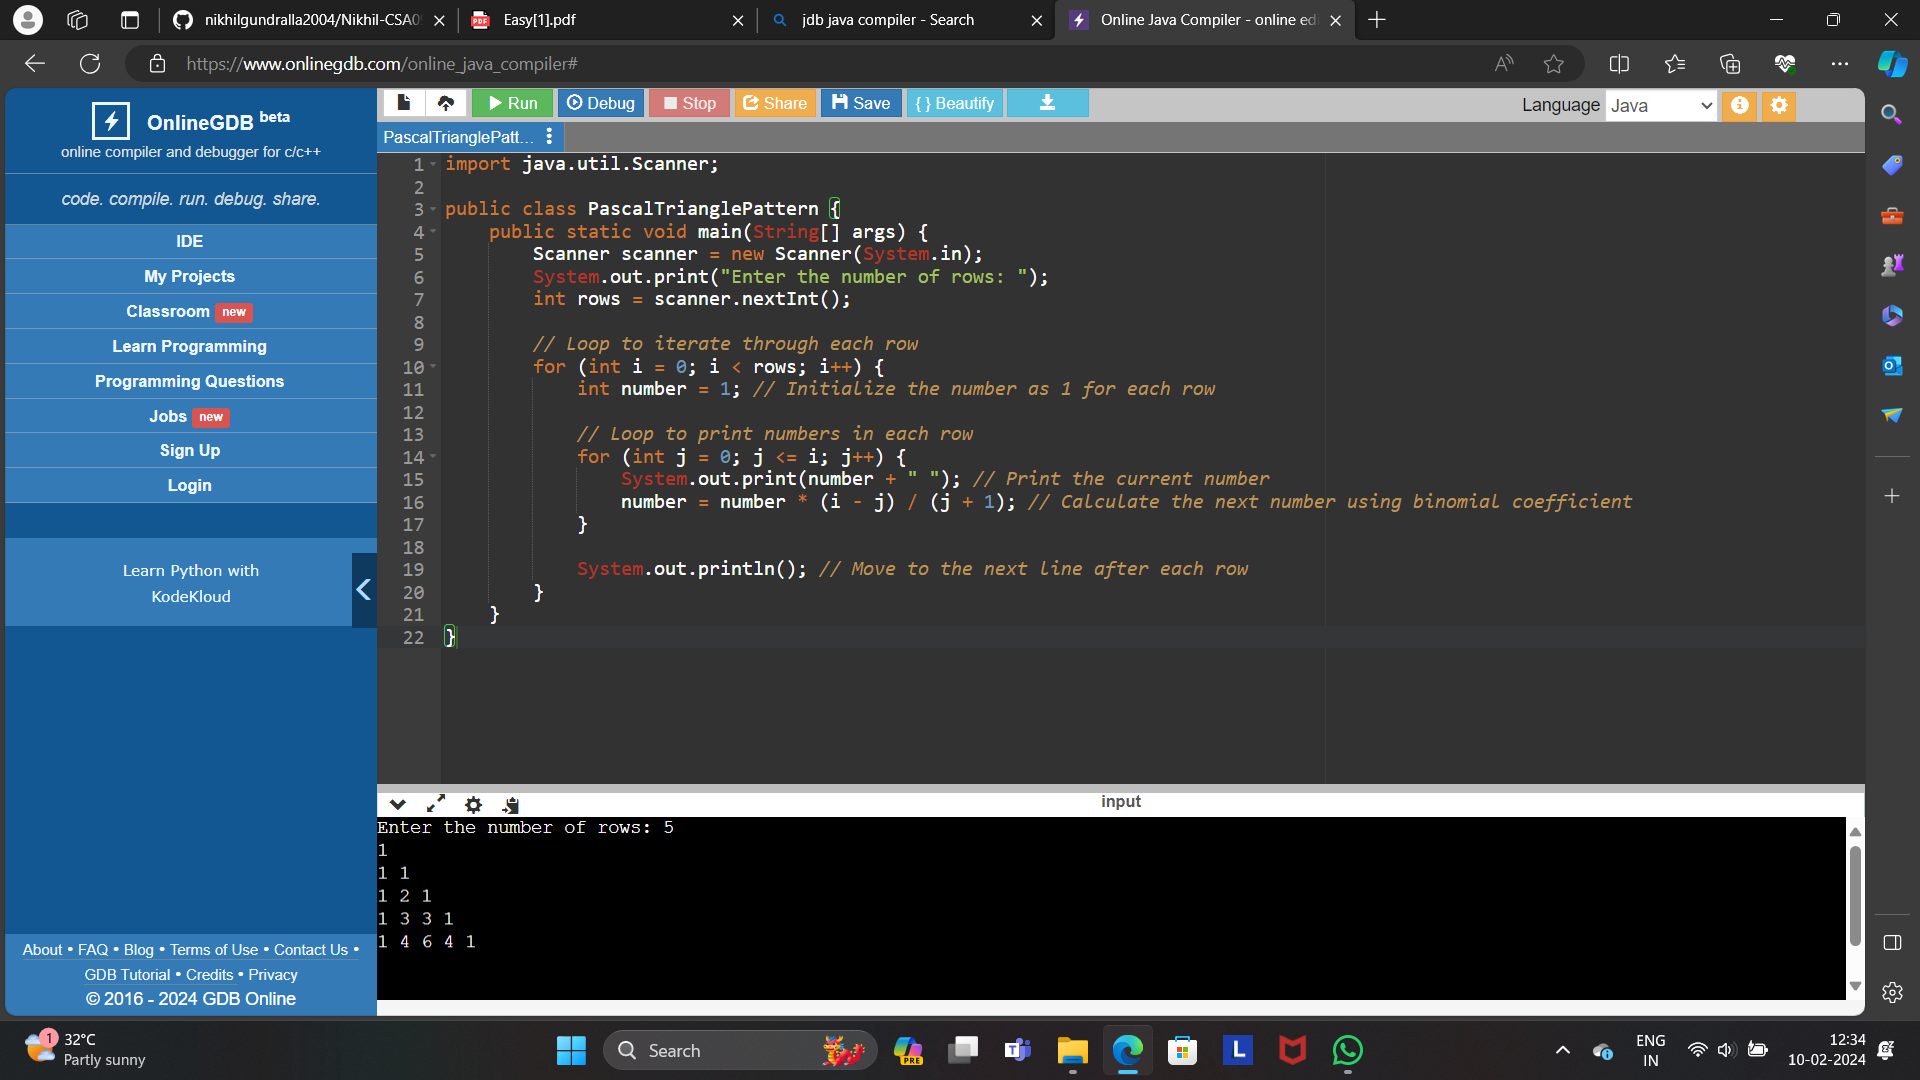 nikhilgundralla2004/Nikhil-CSA0
Easy[1].pdf
jdb java compiler - Search
Online Java Compiler - online ed
https://www.onlinegdb.com/online_java_compiler#
OnlineGDB beta
online compiler and debugger for c/c++
code. compile. run. debug. share.
IDE
My Projects
Classroom new
Learn Programming
Programming Questions
Jobs new
Sign Up
Login
Learn Python with
KodeKloud
About • FAQ • Blog • Terms of Use • Contact Us •
GDB Tutorial • Credits • Privacy
© 2016 - 2024 GDB Online
Run Debug Stop Share Save { } Beautify
Language Java
PascalTrianglePatt...
1 import java.util.Scanner;
2
3 public class PascalTrianglePattern {
4 public static void main(String[] args) {
5 Scanner scanner = new Scanner(System.in);
6 System.out.print("Enter the number of rows: ");
7 int rows = scanner.nextInt();
8
9 // Loop to iterate through each row
10 for (int i = 0; i < rows; i++) {
11 int number = 1; // Initialize the number as 1 for each row
12
13 // Loop to print numbers in each row
14 for (int j = 0; j <= i; j++) {
15 System.out.print(number + " "); // Print the current number
16 number = number * (i - j) / (j + 1); // Calculate the next number using binomial coefficient
17 }
18
19 System.out.println(); // Move to the next line after each row
20 }
21 }
22 }
input
Enter the number of rows: 5
1
1 1
1 2 1
1 3 3 1
1 4 6 4 1
1
32°C
Partly sunny
Search
PRE
L
ENG
IN
12:34
10-02-2024